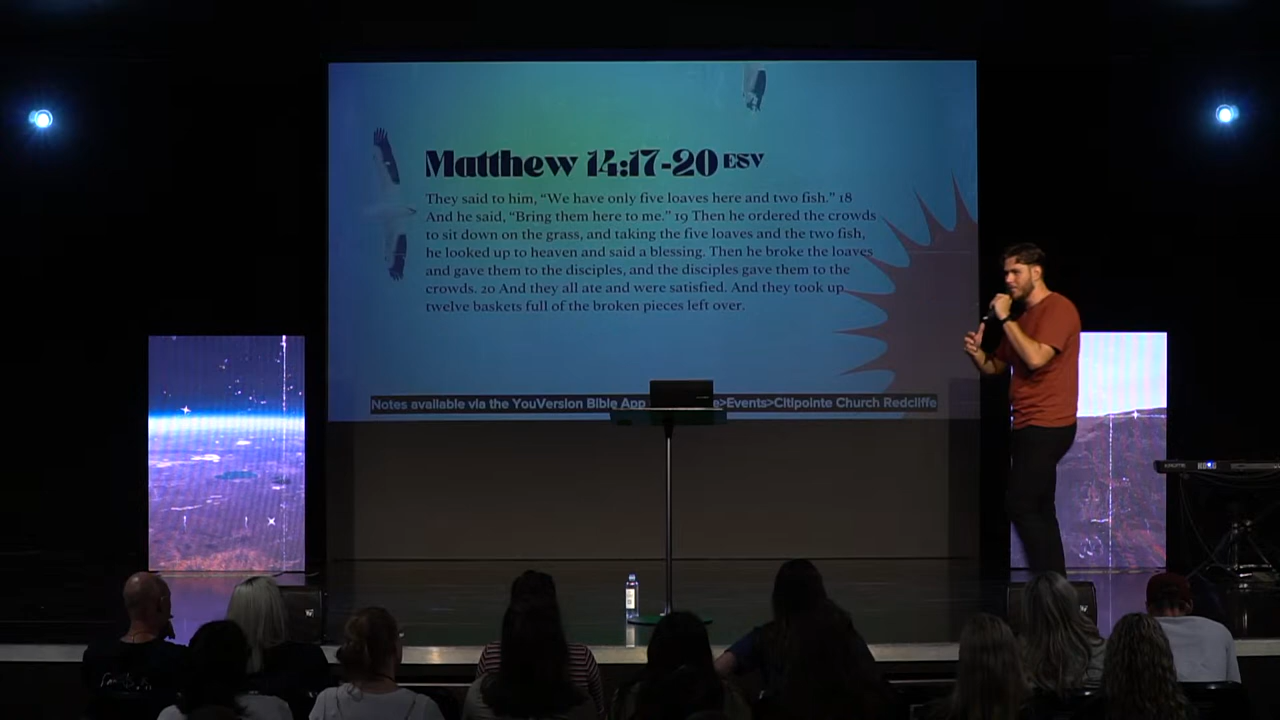 Matthew 14:17-20 ESV
They said to him, “We have only five loaves here and two fish.” 18
And he said, “Bring them here to me.” 19 Then he ordered the crowds
to sit down on the grass, and taking the five loaves and the two fish,
he looked up to heaven and said a blessing. Then he broke the loaves
and gave them to the disciples, and the disciples gave them to the
crowds. 20 And they all ate and were satisfied. And they took up
twelve baskets full of the broken pieces left over.
Notes available via the YouVersion Bible App e>Events>Citipointe Church Redcliffe